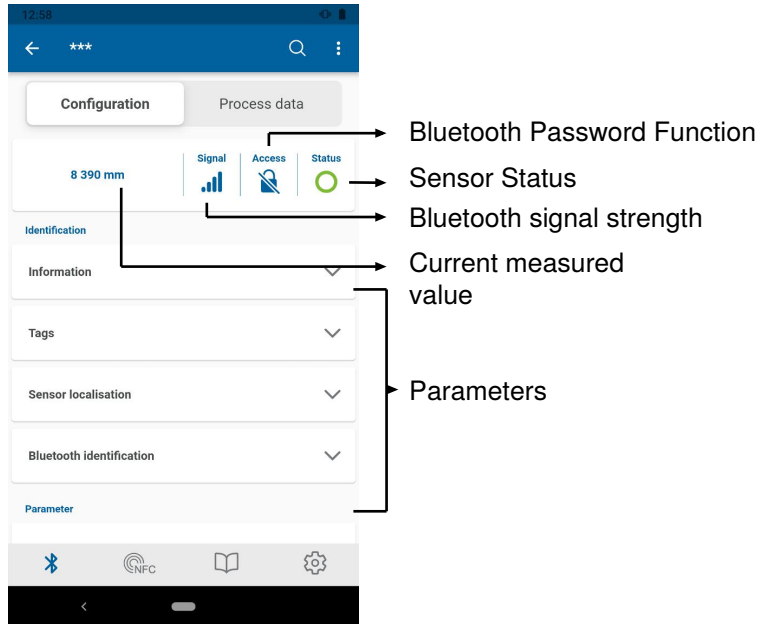 12:58
***
Configuration
Process data
8 390 mm
Signal
Access
Status
Identification
Information
Tags
Sensor localisation
Bluetooth identification
Parameter
NFC
Bluetooth Password Function
Sensor Status
Bluetooth signal strength
Current measured
value
Parameters